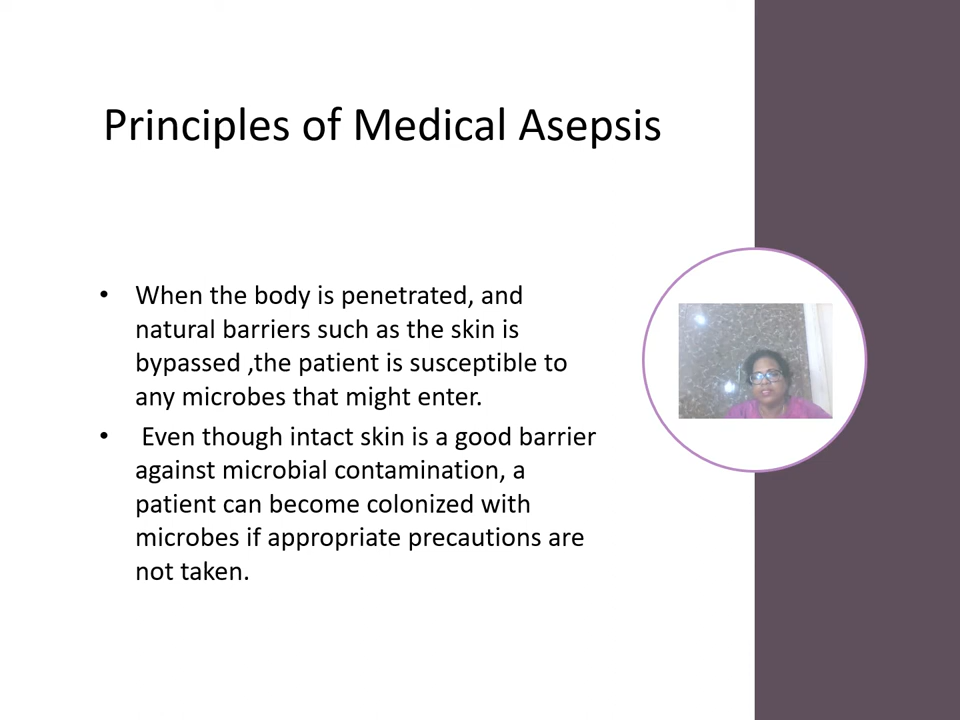 Principles of Medical Asepsis
• When the body is penetrated, and
natural barriers such as the skin is
bypassed ,the patient is susceptible to
any microbes that might enter.
• Even though intact skin is a good barrier
against microbial contamination, a
patient can become colonized with
microbes if appropriate precautions are
not taken.